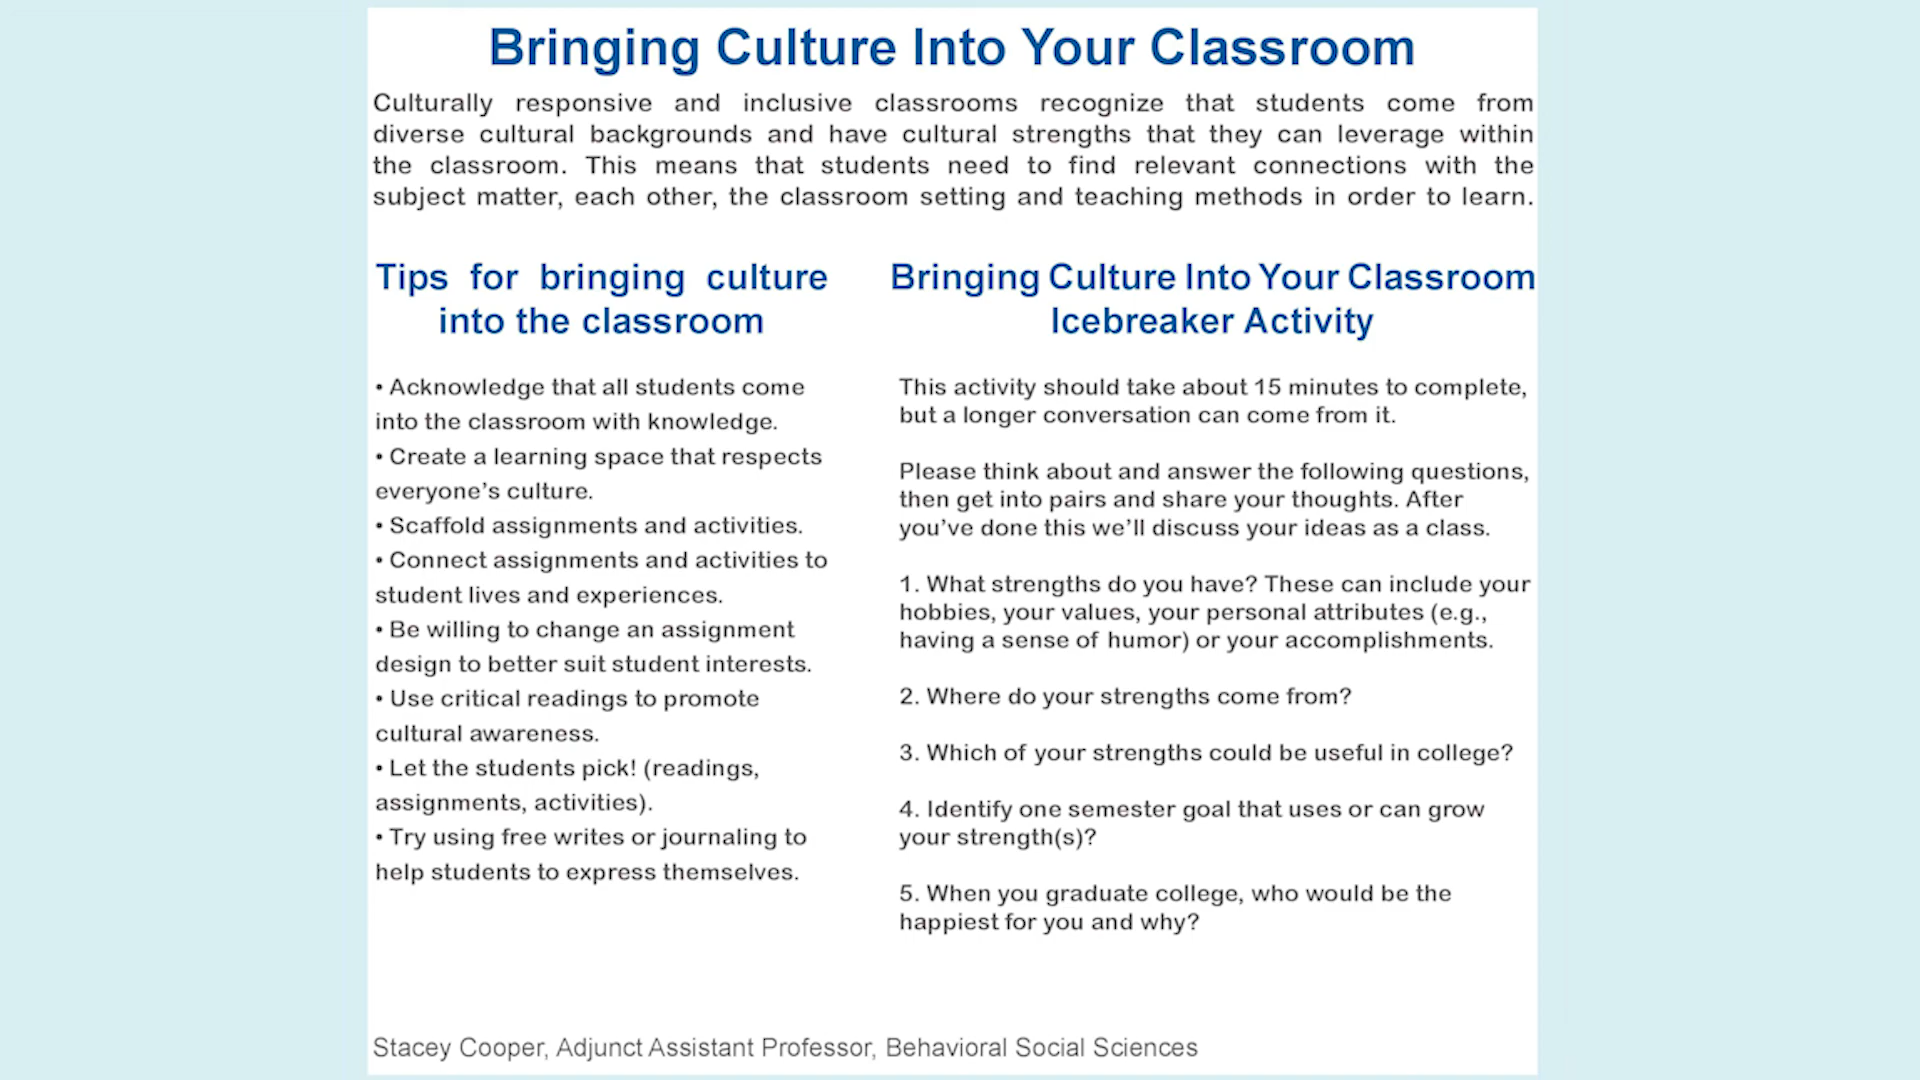 Bringing Culture Into Your Classroom
Culturally responsive and inclusive classrooms recognize that students come from
diverse cultural backgrounds and have cultural strengths that they can leverage within
the classroom. This means that students need to find relevant connections with the
subject matter, each other, the classroom setting and teaching methods in order to learn.
Tips for bringing culture
into the classroom
• Acknowledge that all students come
into the classroom with knowledge.
• Create a learning space that respects
everyone’s culture.
• Scaffold assignments and activities.
• Connect assignments and activities to
student lives and experiences.
• Be willing to change an assignment
design to better suit student interests.
• Use critical readings to promote
cultural awareness.
• Let the students pick! (readings,
assignments, activities).
• Try using free writes or journaling to
help students to express themselves.
Bringing Culture Into Your Classroom
Icebreaker Activity
This activity should take about 15 minutes to complete,
but a longer conversation can come from it.
Please think about and answer the following questions,
then get into pairs and share your thoughts. After
you’ve done this we’ll discuss your ideas as a class.
1. What strengths do you have? These can include your
hobbies, your values, your personal attributes (e.g.,
having a sense of humor) or your accomplishments.
2. Where do your strengths come from?
3. Which of your strengths could be useful in college?
4. Identify one semester goal that uses or can grow
your strength(s)?
5. When you graduate college, who would be the
happiest for you and why?
Stacey Cooper, Adjunct Assistant Professor, Behavioral Social Sciences